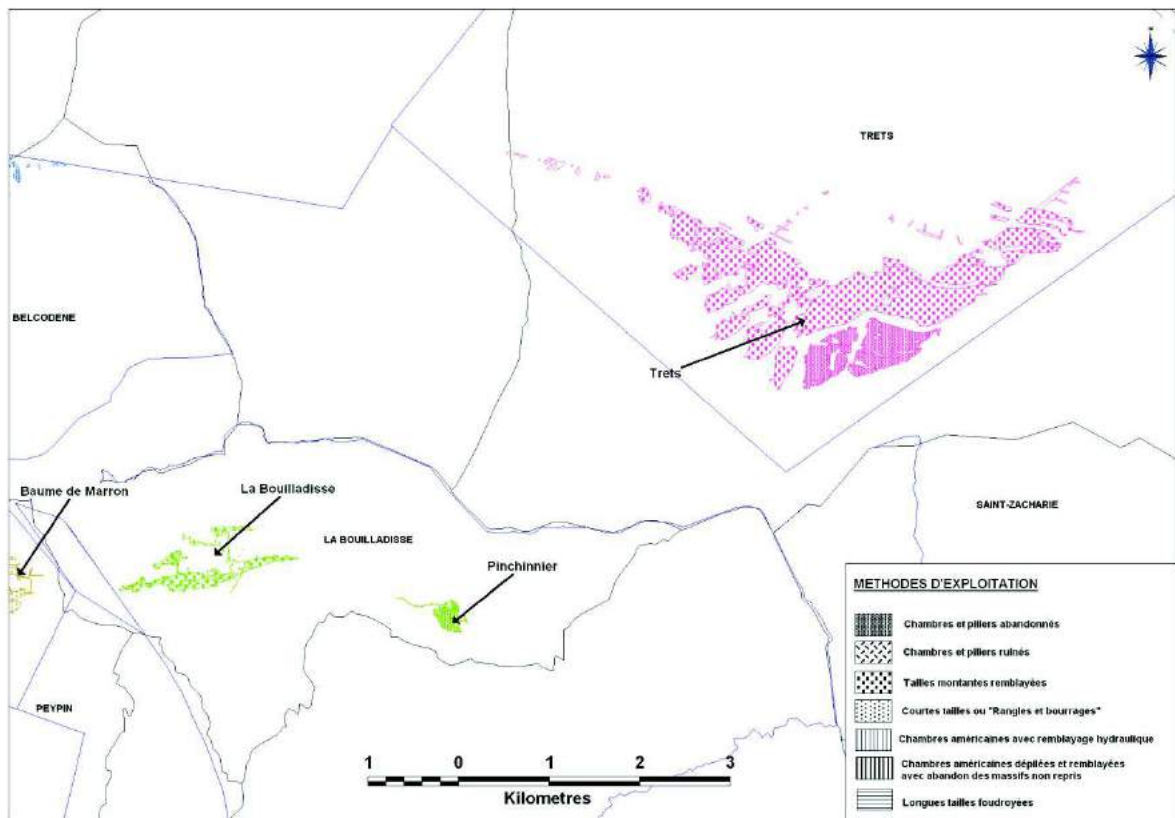 TRETS
BELCODENE
Trets
Baume de Marron
La Bouilladisse
SAINT-ZACHARIE
LA BOUILLADISSE
Pinchinnier
PEYPIN
METHODES D'EXPLOITATION
Chambres et piliers abandonnés
Chambres et piliers ruinés
Tailles montantes remblayées
Courtes tailles ou "Rangles et bourrages"
Chambres américaines avec remblayage hydraulique
Chambres américaines dépilées et remblayées
avec abandon des massifs non repris
Longues tailles foudroyées
1 0 1 2 3
Kilometres